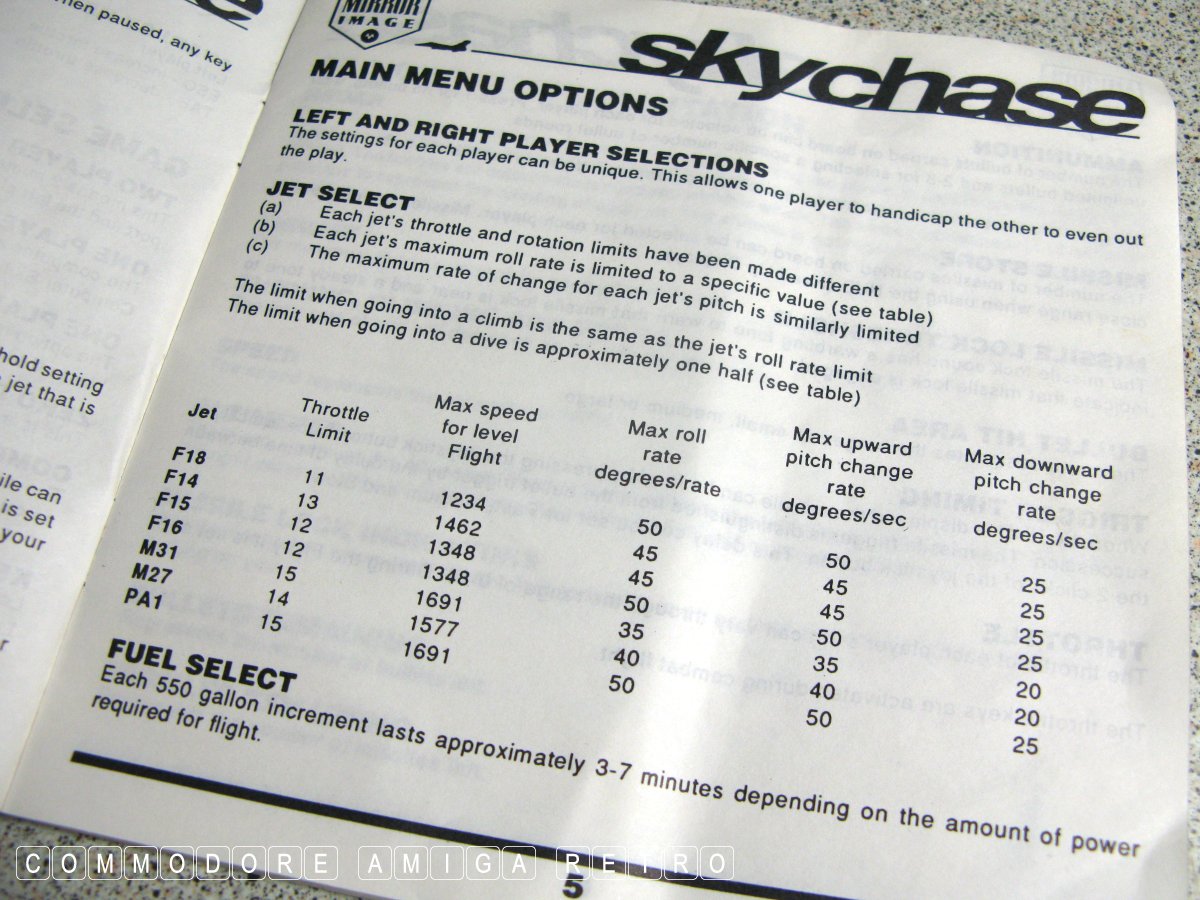 When paused, any key
hold setting
jet that is
ile can
is set
your
MIRROR
IMAGE
skychase
MAIN MENU OPTIONS
LEFT AND RIGHT PLAYER SELECTIONS
The settings for each player can be unique. This allows one player to handicap the other to even out
the play.
JET SELECT
(a) Each jet's throttle and rotation limits have been made different
(b) Each jet's maximum roll rate is limited to a specific value (see table)
(c) The maximum rate of change for each jet's pitch is similarly limited
The limit when going into a climb is the same as the jet's roll rate limit
The limit when going into a dive is approximately one half (see table)
Jet Throttle Max speed Max roll Max upward Max downward
Limit for level rate pitch change pitch change
Flight degrees/rate rate rate
degrees/sec degrees/sec
F18 11 1234 50 50 25
F14 13 1462 45 45 25
F15 12 1348 45 45 25
F16 12 1348 50 50 25
M31 15 1691 35 35 20
M27 14 1577 40 40 20
PA1 15 1691 50 50 25
FUEL SELECT
Each 550 gallon increment lasts approximately 3-7 minutes depending on the amount of power
required for flight.
5
COMMODORE AMIGA RETRO